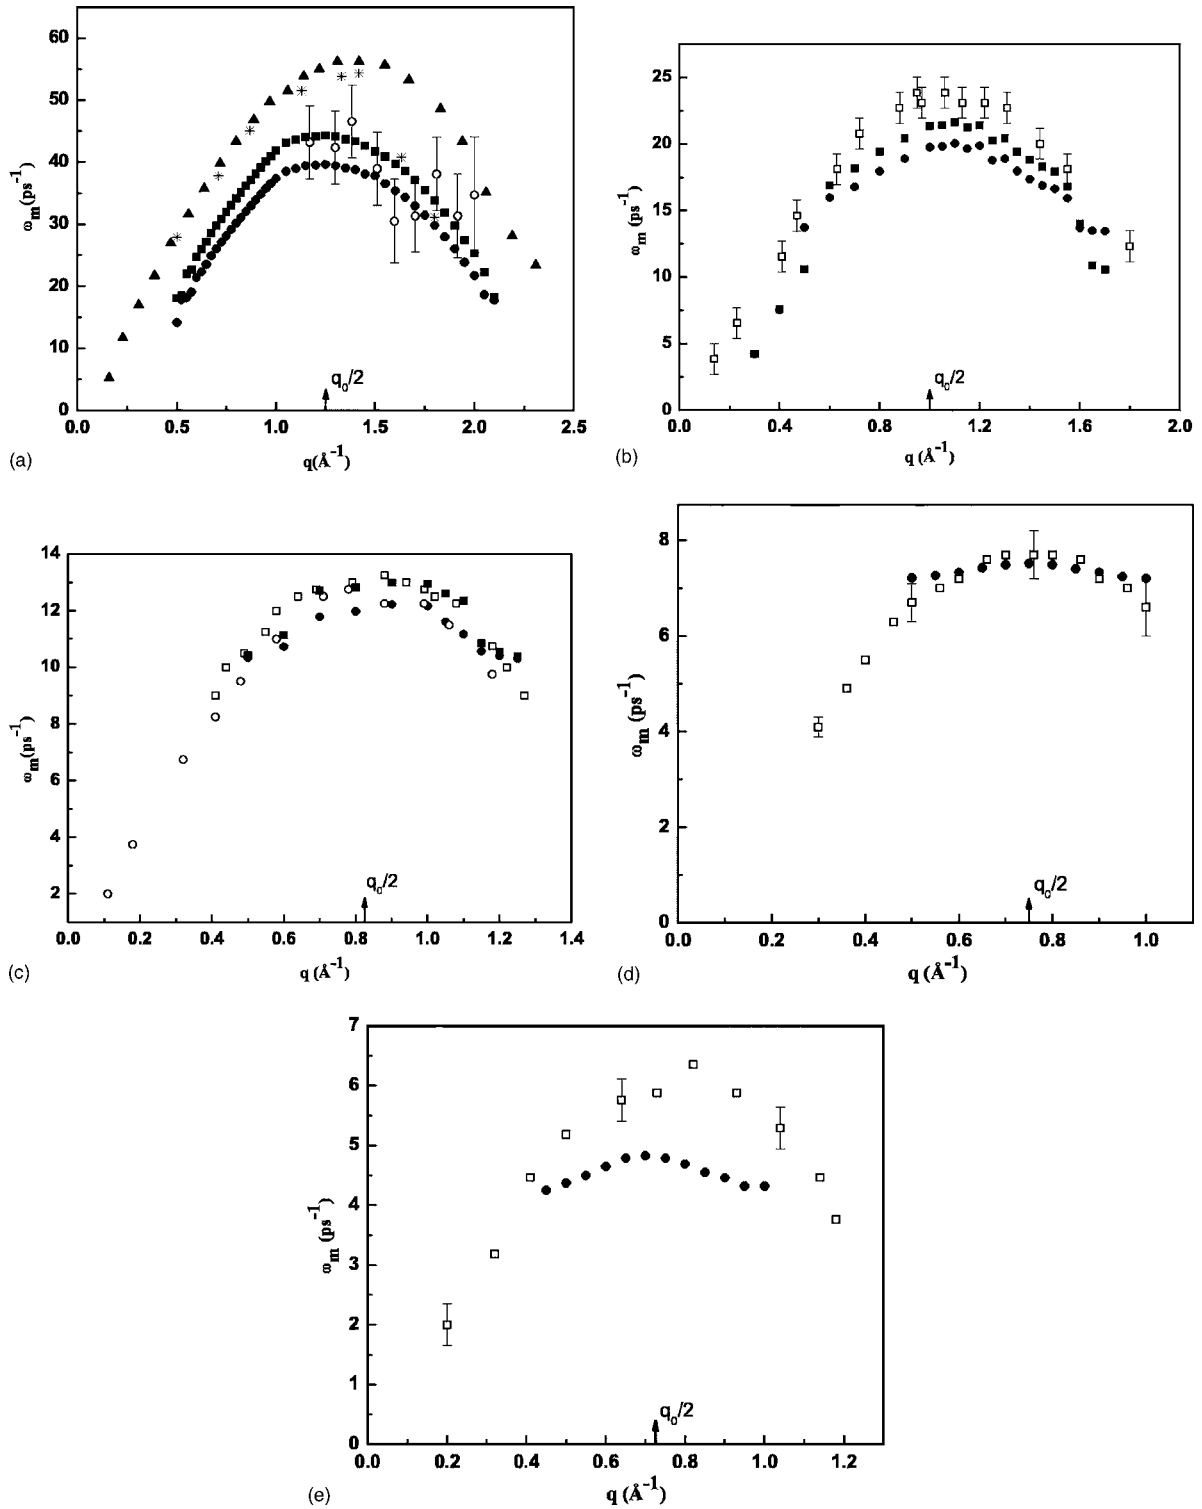 60
50
40
30
20
10
0
ωm(ps⁻¹)
q₀/2
0.0 0.5 1.0 1.5 2.0 2.5
q(Å⁻¹)
(a)
25
20
15
10
5
0
ωm (ps⁻¹)
q₀/2
0.0 0.4 0.8 1.2 1.6 2.0
q (Å⁻¹)
(b)
14
12
10
8
6
4
2
ωm(ps⁻¹)
q₀/2
0.0 0.2 0.4 0.6 0.8 1.0 1.2 1.4
q (Å⁻¹)
(c)
8
6
4
2
0
ωm (ps⁻¹)
q₀/2
0.0 0.2 0.4 0.6 0.8 1.0
q (Å⁻¹)
(d)
7
6
5
4
3
2
1
0
ωm (ps⁻¹)
q₀/2
0.0 0.2 0.4 0.6 0.8 1.0 1.2
q (Å⁻¹)
(e)